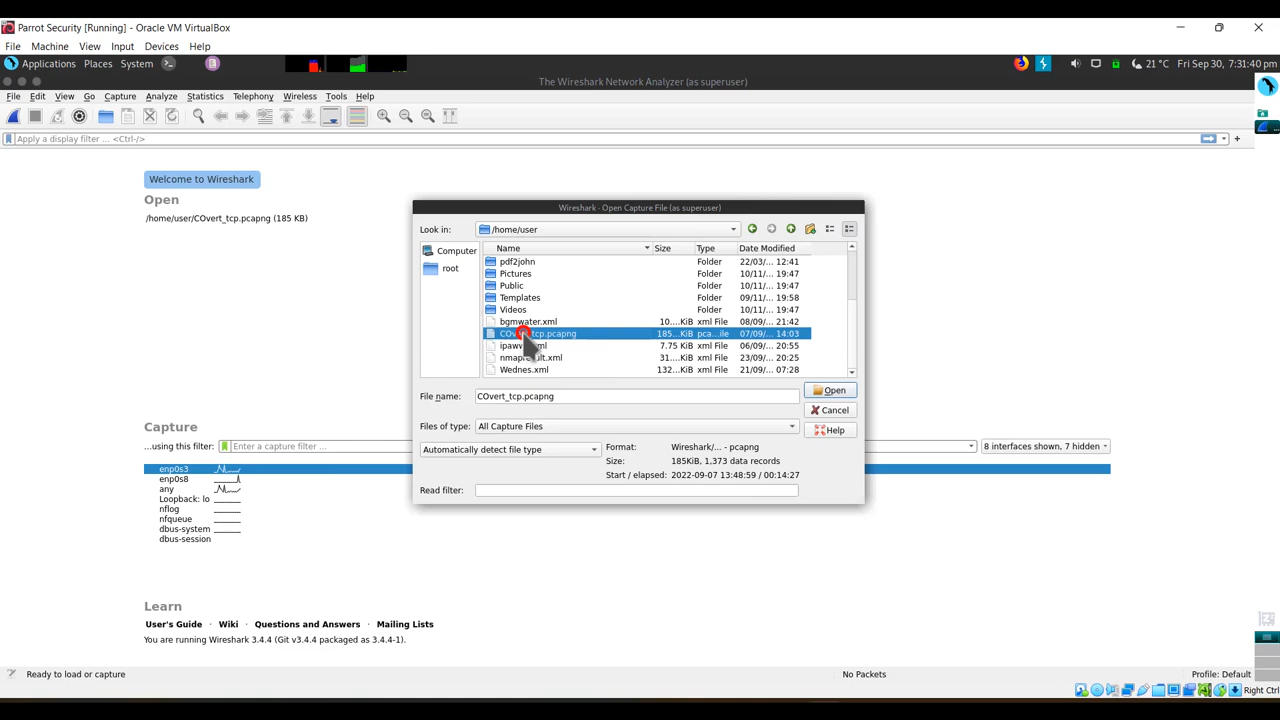 Parrot Security [Running] - Oracle VM VirtualBox
File Machine View Input Devices Help
Applications Places System 21 °C Fri Sep 30, 7:31:40 pm
The Wireshark Network Analyzer (as superuser)
File Edit View Go Capture Analyze Statistics Telephony Wireless Tools Help
Apply a display filter ... <Ctrl-/> +
Welcome to Wireshark
Open
/home/user/COvert_tcp.pcapng (185 KB)
Wireshark - Open Capture File (as superuser)
Look in: /home/user
Computer
root
Name Size Type Date Modified
pdf2john Folder 22/03/... 12:41
Pictures Folder 10/11/... 19:47
Public Folder 10/11/... 19:47
Templates Folder 09/11/... 19:58
Videos Folder 10/11/... 19:47
bgmwater.xml 10....KiB xml File 08/09/... 21:42
185...KiB pca...ile 07/09/... 14:03
7.75 KiB xml File 06/09/... 20:55
31....KiB xml File 23/09/... 20:25
Wednes.xml 132...KiB xml File 21/09/... 07:28
File name: COvert_tcp.pcapng Open
Cancel
Files of type: All Capture Files Help
Automatically detect file type
Format: Wireshark/... - pcapng
Size: 185KiB, 1,373 data records
Start / elapsed: 2022-09-07 13:48:59 / 00:14:27
Read filter:
Capture
...using this filter: Enter a capture filter ... 8 interfaces shown, 7 hidden
enp0s3
enp0s8
any
Loopback: lo
nflog
nfqueue
dbus-system
dbus-session
Learn
User's Guide · Wiki · Questions and Answers · Mailing Lists
You are running Wireshark 3.4.4 (Git v3.4.4 packaged as 3.4.4-1).
Ready to load or capture No Packets Profile: Default
Right Ctrl